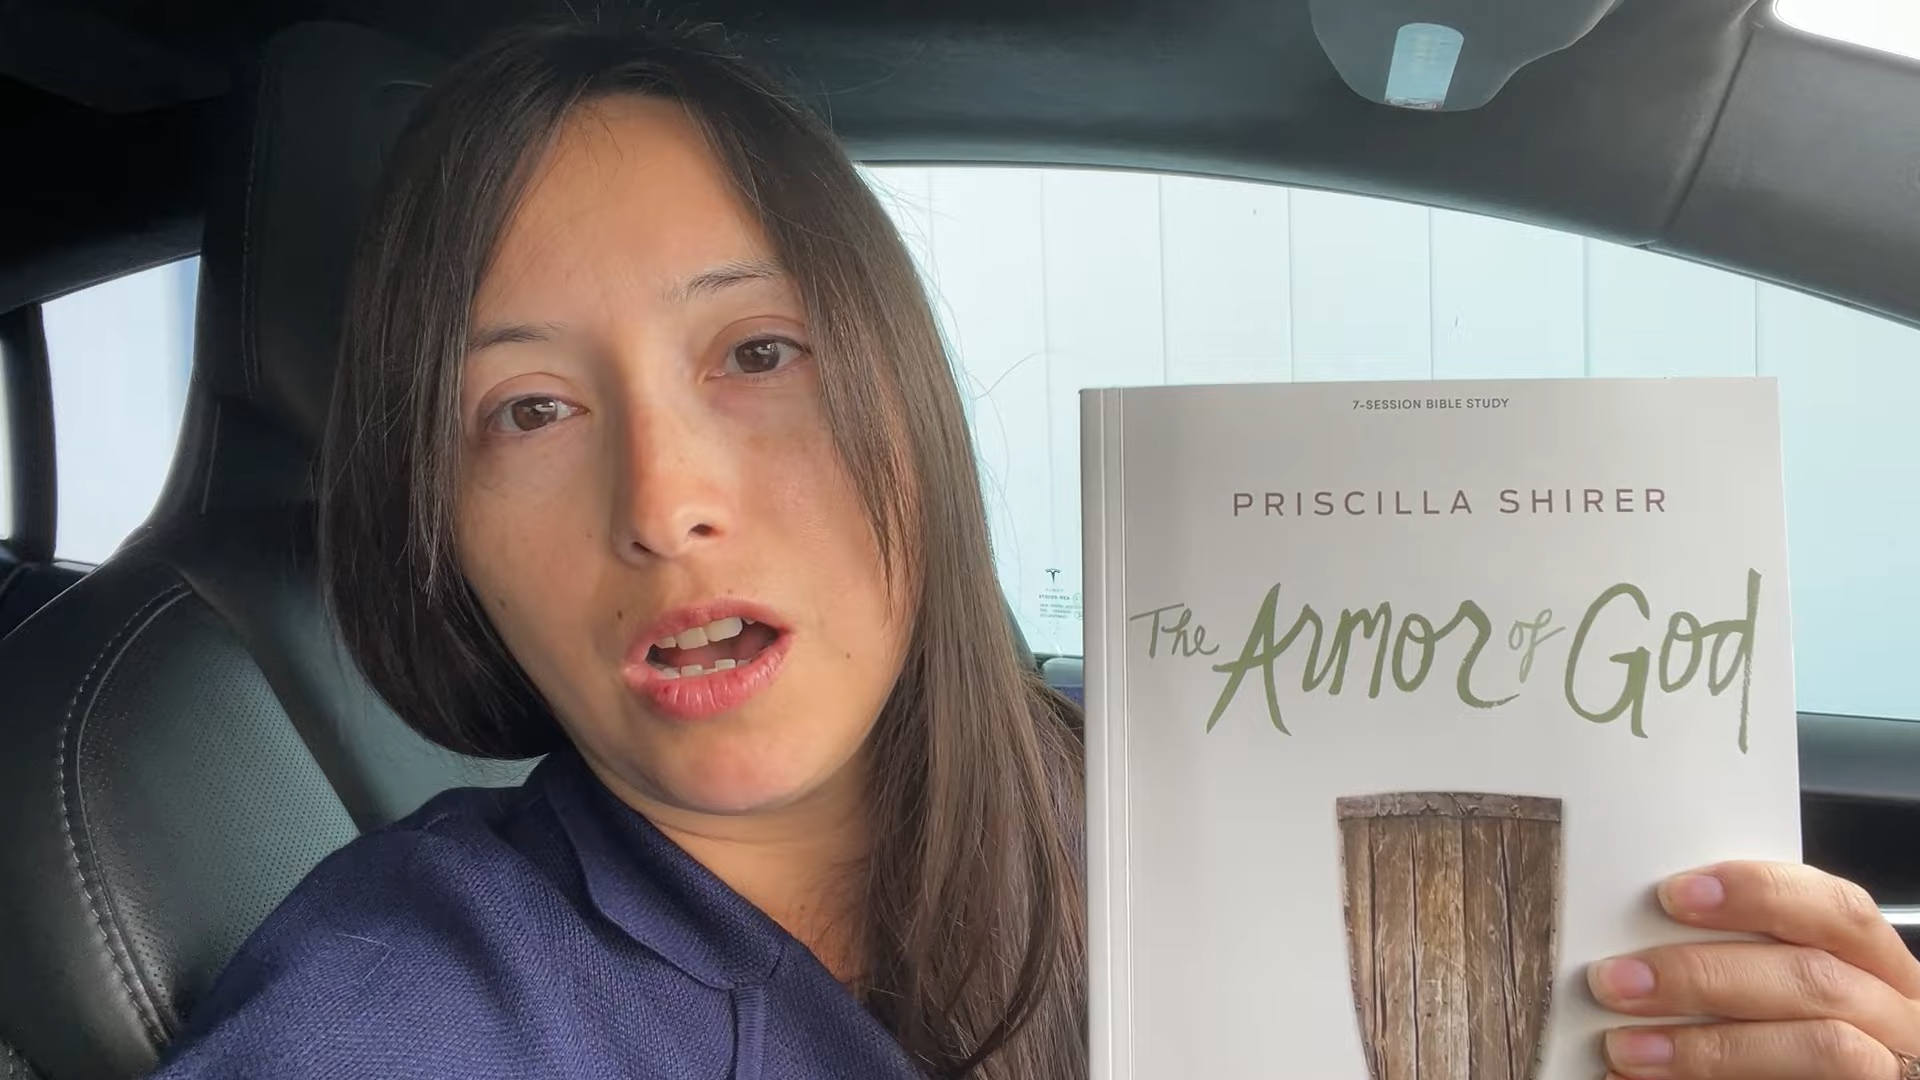 7-SESSION BIBLE STUDY
PRISCILLA SHIRER
The ARMOR of GOD